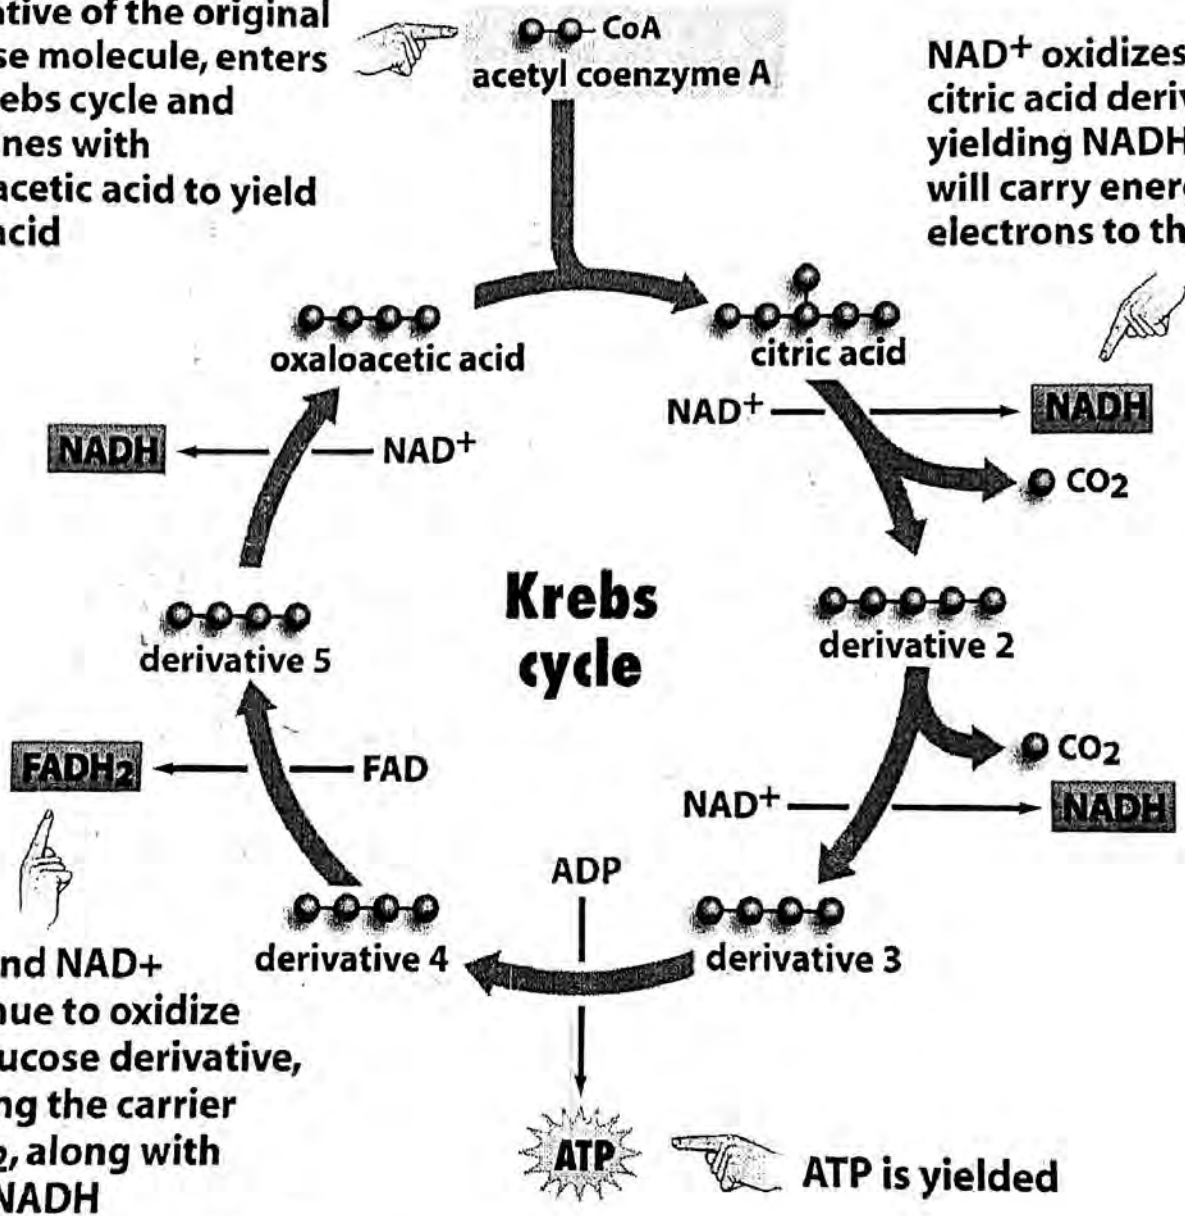 ative of the original
se molecule, enters
rebs cycle and
nes with
acetic acid to yield
acid
CoA
acetyl coenzyme A
NAD+ oxidizes
citric acid deriv
yielding NADH
will carry energ
electrons to th
oxaloacetic acid
citric acid
NAD+
NADH
CO2
NADH
NAD+
Krebs
cycle
derivative 2
derivative 5
CO2
NAD+
NADH
FADH2
FAD
ADP
derivative 3
derivative 4
ATP
ATP is yielded
nd NAD+
nue to oxidize
ucose derivative,
ng the carrier
2, along with
NADH